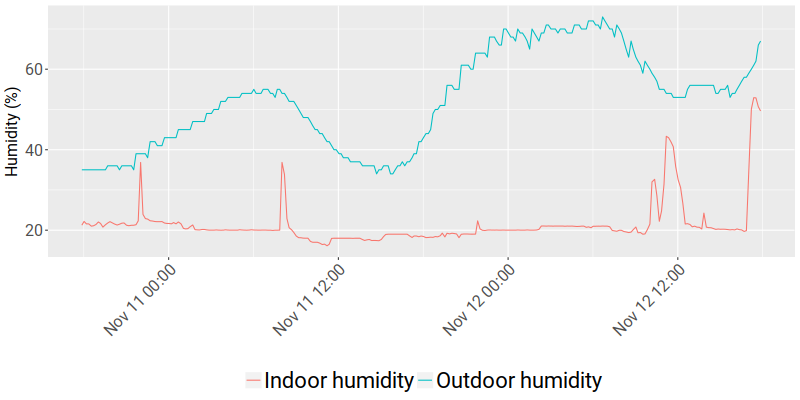 Humidity (%)
60
40
20
Nov 11 00:00
Nov 11 12:00
Nov 12 00:00
Nov 12 12:00
Indoor humidity
Outdoor humidity